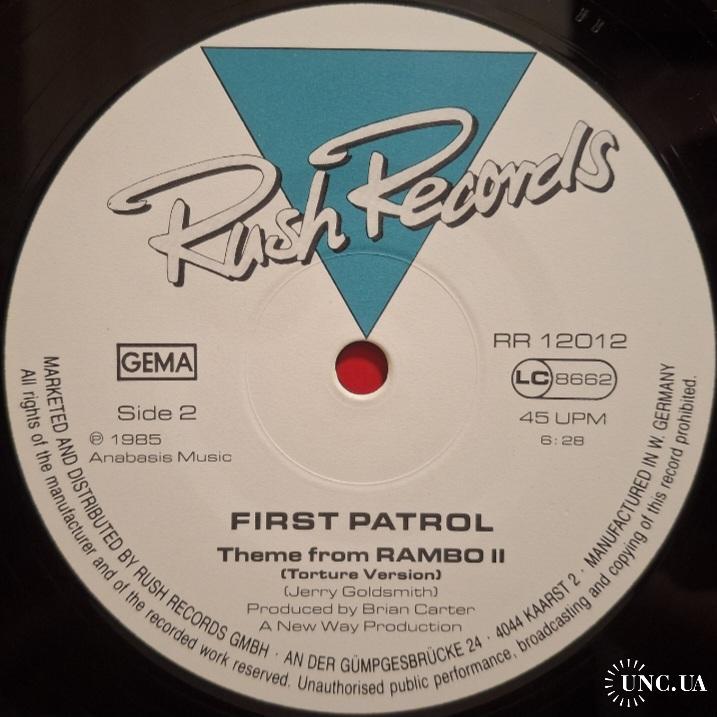 Rush Records
GEMA
Side 2
℗ 1985
Anabasis Music
RR 12012
LC 8662
45 UPM
6:28
FIRST PATROL
Theme from RAMBO II
(Torture Version)
(Jerry Goldsmith)
Produced by Brian Carter
A New Way Production
MARKETED AND DISTRIBUTED BY RUSH RECORDS GMBH · AN DER GÜMPGESBRÜCKE 24 · 4044 KAARST 2 · MANUFACTURED IN W. GERMANY
All rights of the manufacturer and of the recorded work reserved. Unauthorised public performance, broadcasting and copying of this record prohibited.
UNC.UA